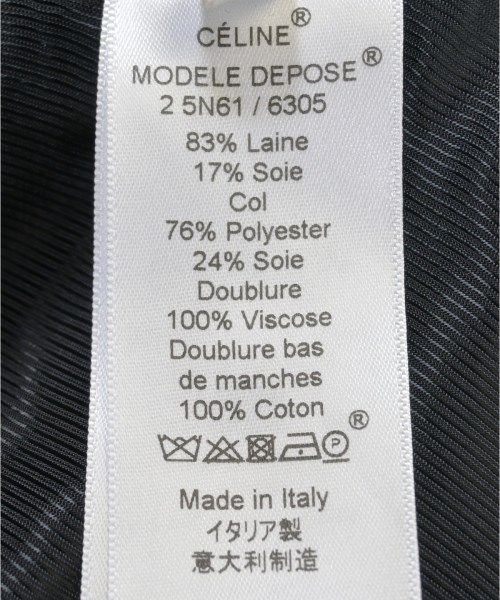 CÉLINE®
MODELE DEPOSE®
2 5N61 / 6305
83% Laine
17% Soie
Col
76% Polyester
24% Soie
Doublure
100% Viscose
Doublure bas
de manches
100% Coton
P ®
Made in Italy
イタリア製
意大利制造